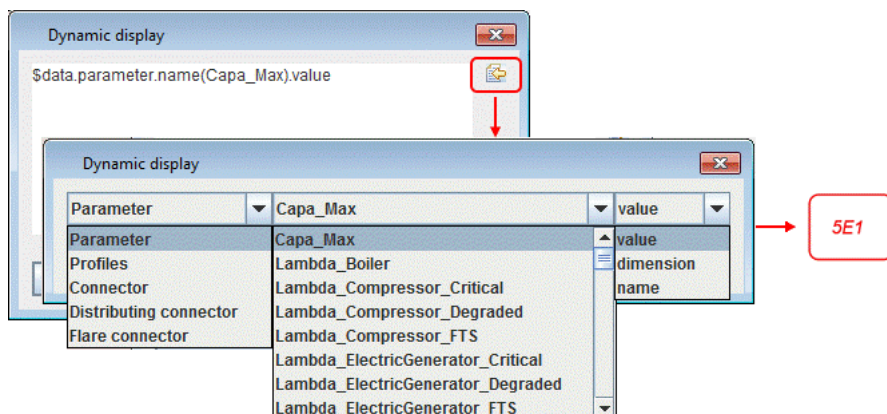 Dynamic display
$data.parameter.name(Capa_Max).value
Dynamic display
Parameter Capa_Max value
Parameter Capa_Max value
Profiles Lambda_Boiler dimension
Connector Lambda_Compressor_Critical name
Distributing connector Lambda_Compressor_Degraded
Flare connector Lambda_Compressor_FTS
Lambda_ElectricGenerator_Critical
Lambda_ElectricGenerator_Degraded
Lambda_ElectricGenerator_FTS
5E1